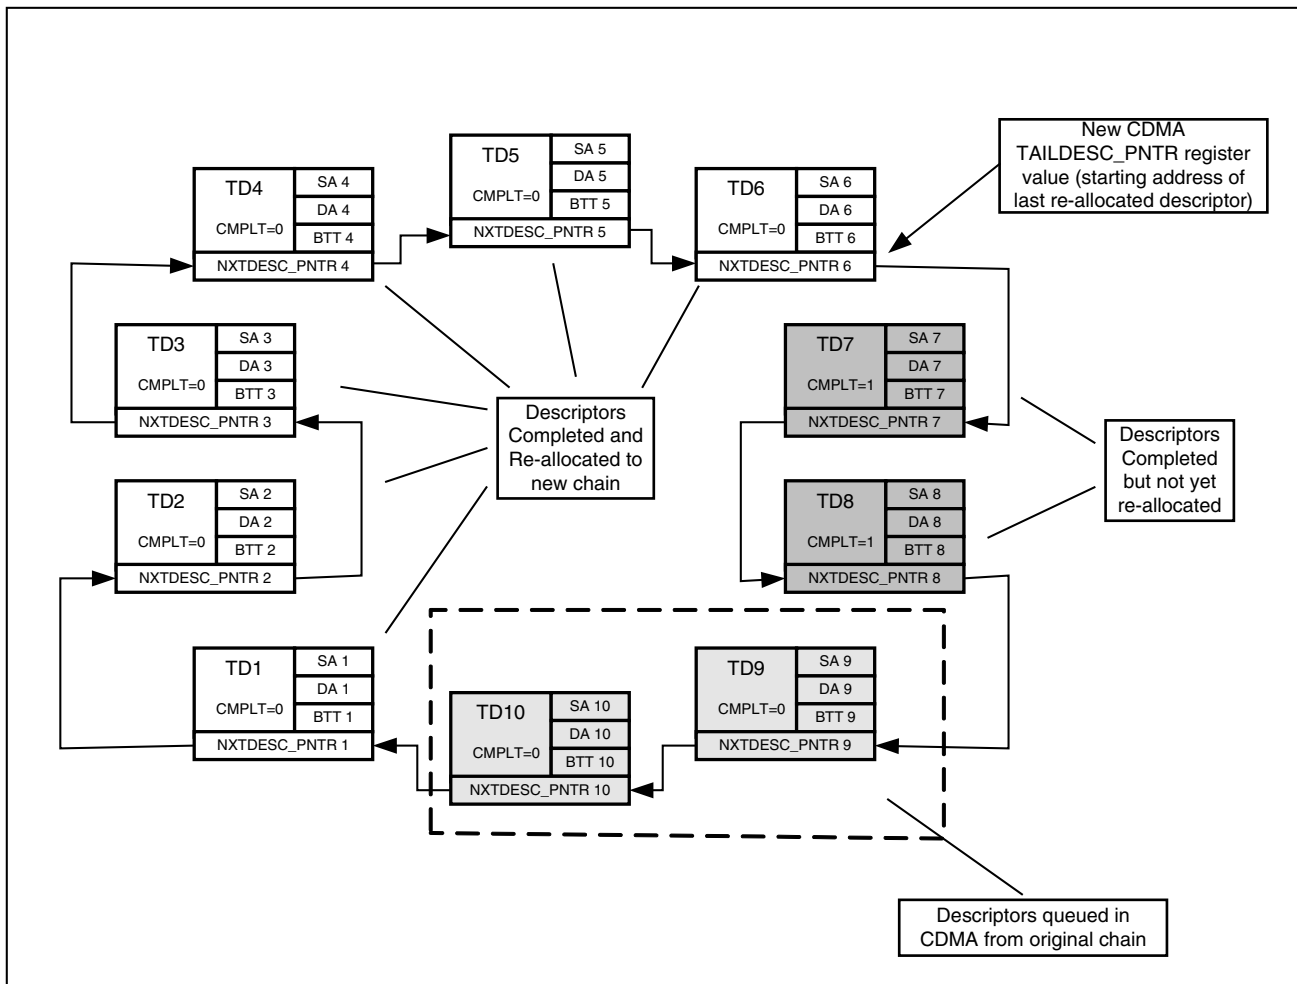 New CDMA
TAILDESC_PNTR register
value (starting address of
last re-allocated descriptor)
TD4
CMPLT=0
SA 4
DA 4
BTT 4
NXTDESC_PNTR 4
TD5
CMPLT=0
SA 5
DA 5
BTT 5
NXTDESC_PNTR 5
TD6
CMPLT=0
SA 6
DA 6
BTT 6
NXTDESC_PNTR 6
TD3
CMPLT=0
SA 3
DA 3
BTT 3
NXTDESC_PNTR 3
Descriptors
Completed and
Re-allocated to
new chain
TD7
CMPLT=1
SA 7
DA 7
BTT 7
NXTDESC_PNTR 7
Descriptors
Completed
but not yet
re-allocated
TD2
CMPLT=0
SA 2
DA 2
BTT 2
NXTDESC_PNTR 2
TD8
CMPLT=1
SA 8
DA 8
BTT 8
NXTDESC_PNTR 8
TD1
CMPLT=0
SA 1
DA 1
BTT 1
NXTDESC_PNTR 1
TD10
CMPLT=0
SA 10
DA 10
BTT 10
NXTDESC_PNTR 10
TD9
CMPLT=0
SA 9
DA 9
BTT 9
NXTDESC_PNTR 9
Descriptors queued in
CDMA from original chain